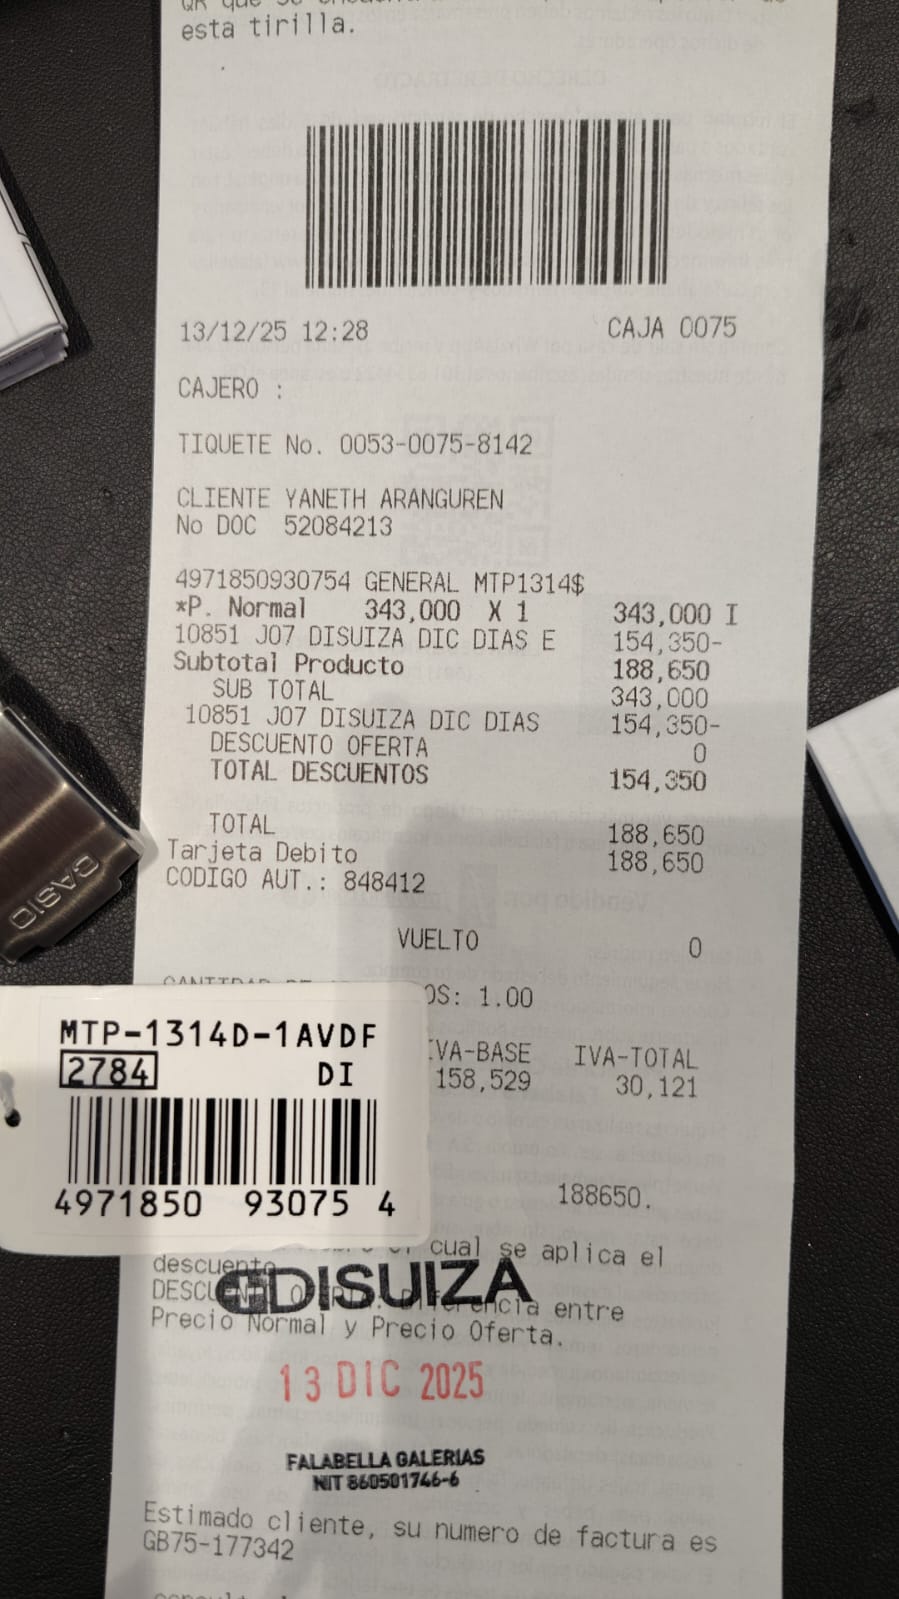 esta tirilla.
13/12/25 12:28 CAJA 0075
CAJERO :
TIQUETE No. 0053-0075-8142
CLIENTE YANETH ARANGUREN
No DOC 52084213
4971850930754 GENERAL MTP1314$
*P. Normal 343,000 X 1 343,000 I
10851 J07 DISUIZA DIC DIAS E 154,350-
Subtotal Producto 188,650
SUB TOTAL 343,000
10851 J07 DISUIZA DIC DIAS 154,350-
DESCUENTO OFERTA 0
TOTAL DESCUENTOS 154,350
TOTAL 188,650
Tarjeta Debito 188,650
CODIGO AUT.: 848412
CASIO
VUELTO 0
OS: 1.00
MTP-1314D-1AVDF
2784 DI
4971850 93075 4
IVA-BASE IVA-TOTAL
158,529 30,121
188650.
cual se aplica el
descuento
DISUIZA
entre
Precio Normal y Precio Oferta.
13 DIC 2025
FALABELLA GALERIAS
NIT 860501746-6
Estimado cliente, su numero de factura es
GB75-177342